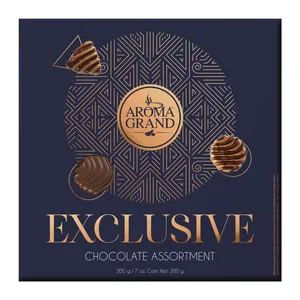 AROMA
GRAND
EXCLUSIVE
CHOCOLATE ASSORTMENT
200 g / 7 oz. Cont Net 200 g.